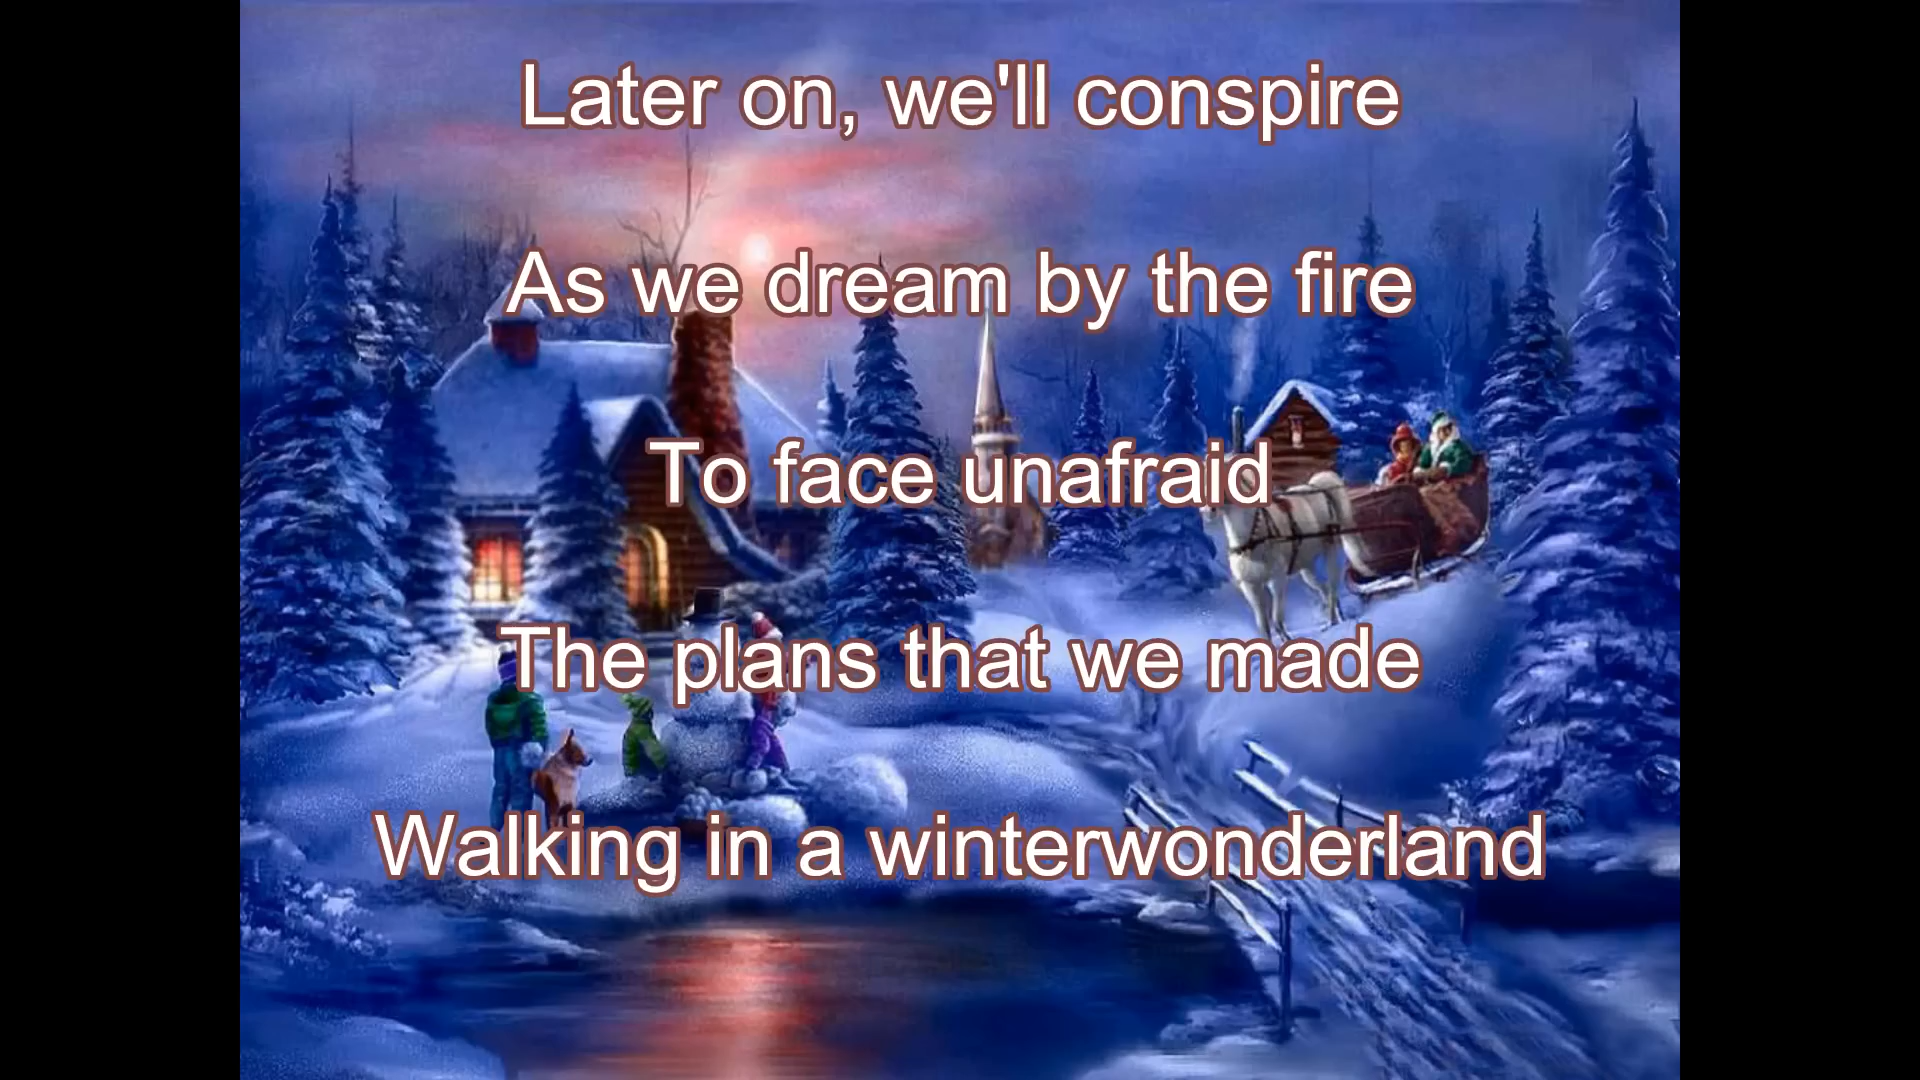 Later on, we'll conspire
As we dream by the fire
To face unafraid
The plans that we made
Walking in a winterwonderland